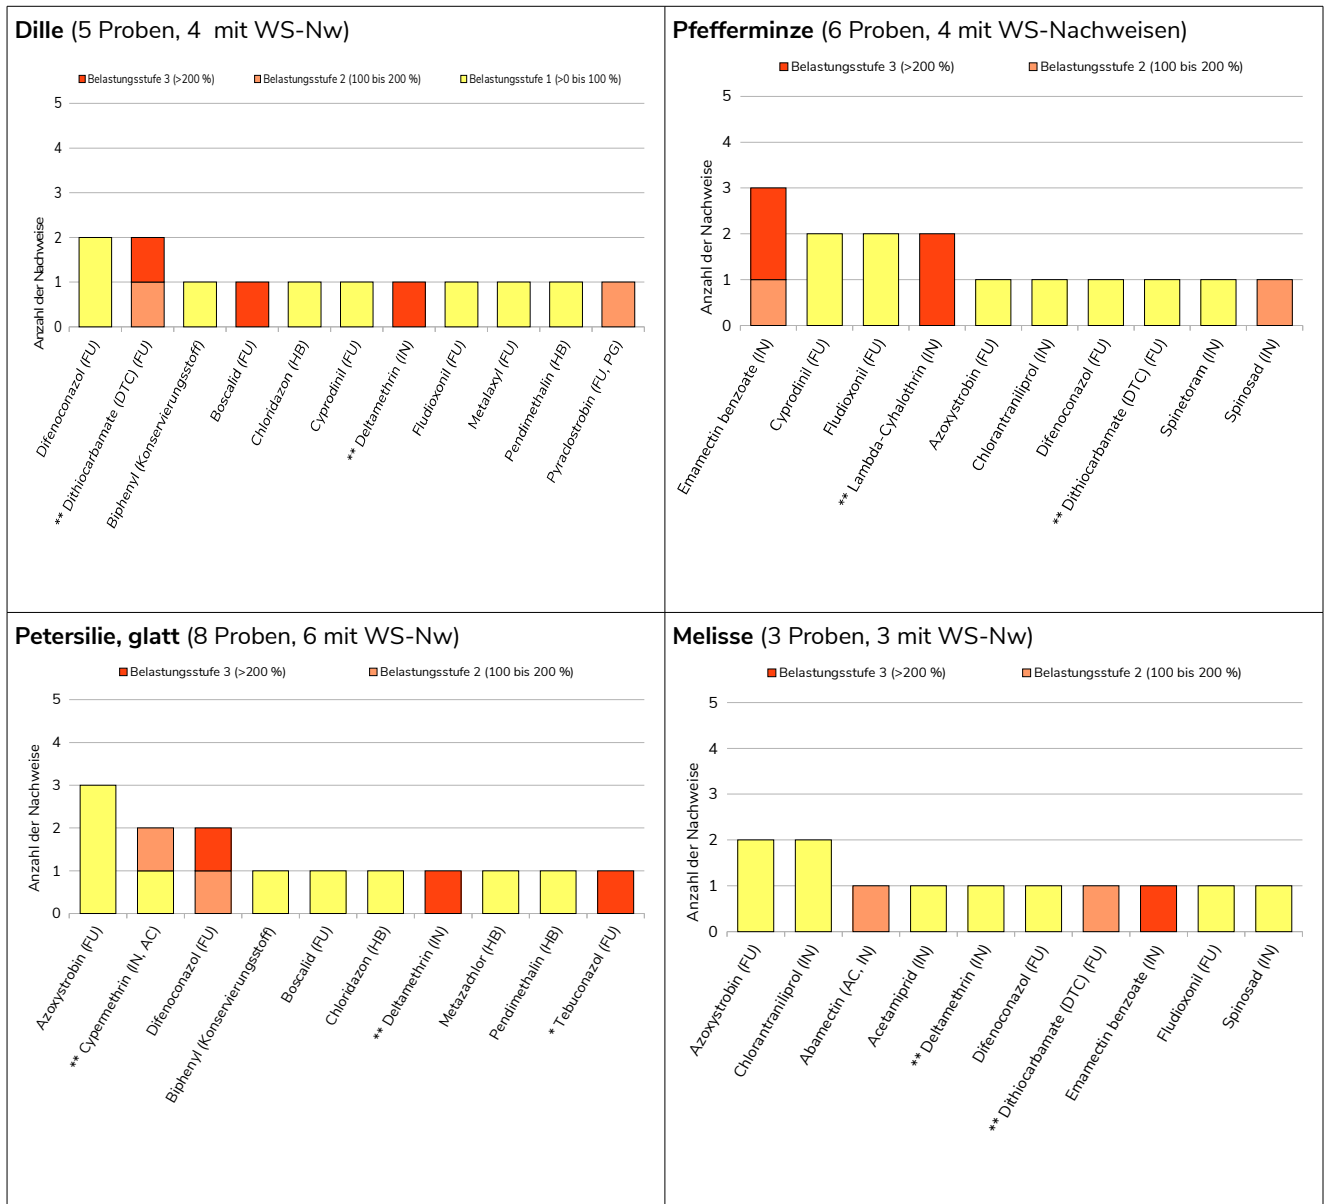 Dille (5 Proben, 4 mit WS-Nw)
Belastungsstufe 3 (>200 %) Belastungsstufe 2 (100 bis 200 %) Belastungsstufe 1 (>0 bis 100 %)
Anzahl der Nachweise
5
4
3
2
1
0
Difenoconazol (FU)
** Dithiocarbamate (DTC) (FU)
Biphenyl (Konservierungsstoff)
Boscalid (FU)
Chloridazon (HB)
Cyprodinil (FU)
** Deltamethrin (IN)
Fludioxonil (FU)
Metalaxyl (FU)
Pendimethalin (HB)
Pyraclostrobin (FU, PG)
Pfefferminze (6 Proben, 4 mit WS-Nachweisen)
Belastungsstufe 3 (>200 %) Belastungsstufe 2 (100 bis 200 %)
Anzahl der Nachweise
5
4
3
2
1
0
Emamectin benzoate (IN)
Cyprodinil (FU)
Fludioxonil (FU)
** Lambda-Cyhalothrin (IN)
Azoxystrobin (FU)
Chlorantraniliprol (IN)
Difenoconazol (FU)
** Dithiocarbamate (DTC) (FU)
Spinetoram (IN)
Spinosad (IN)
Petersilie, glatt (8 Proben, 6 mit WS-Nw)
Belastungsstufe 3 (>200 %) Belastungsstufe 2 (100 bis 200 %)
Anzahl der Nachweise
5
4
3
2
1
0
Azoxystrobin (FU)
** Cypermethrin (IN, AC)
Difenoconazol (FU)
Biphenyl (Konservierungsstoff)
Boscalid (FU)
Chloridazon (HB)
** Deltamethrin (IN)
Metazachlor (HB)
Pendimethalin (HB)
* Tebuconazol (FU)
Melisse (3 Proben, 3 mit WS-Nw)
Belastungsstufe 3 (>200 %) Belastungsstufe 2 (100 bis 200 %)
Anzahl der Nachweise
5
4
3
2
1
0
Azoxystrobin (FU)
Chlorantraniliprol (IN)
Abamectin (AC, IN)
Acetamiprid (IN)
** Deltamethrin (IN)
Difenoconazol (FU)
** Dithiocarbamate (DTC) (FU)
Emamectin benzoate (IN)
Fludioxonil (FU)
Spinosad (IN)